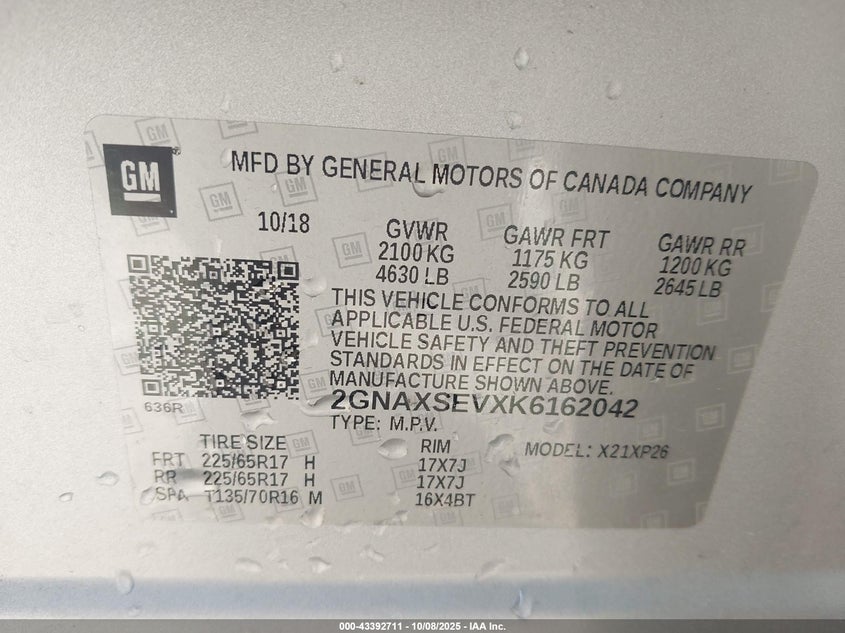 GM
MFD BY GENERAL MOTORS OF CANADA COMPANY
10/18
GVWR
2100 KG
4630 LB
GAWR FRT
1175 KG
2590 LB
GAWR RR
1200 KG
2645 LB
THIS VEHICLE CONFORMS TO ALL
APPLICABLE U.S. FEDERAL MOTOR
VEHICLE SAFETY AND THEFT PREVENTION
STANDARDS IN EFFECT ON THE DATE OF
MANUFACTURE SHOWN ABOVE.
636R
2GNAXSEVXK6162042
TYPE: M.P.V.
TIRE SIZE RIM MODEL: X21XP26
FRT 225/65R17 H 17X7J
RR 225/65R17 H 17X7J
SPA T135/70R16 M 16X4BT
000-43392711 - 10/08/2025 - IAA Inc.